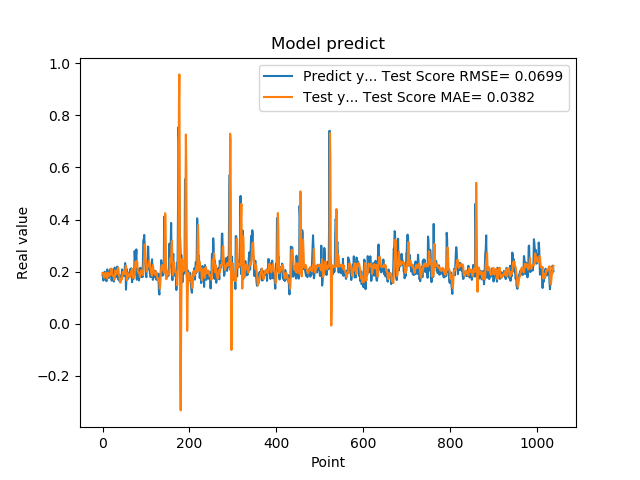 Model predict
Predict y... Test Score RMSE= 0.0699
Test y... Test Score MAE= 0.0382
Real value
1.0
0.8
0.6
0.4
0.2
0.0
−0.2
0
200
400
600
800
1000
Point